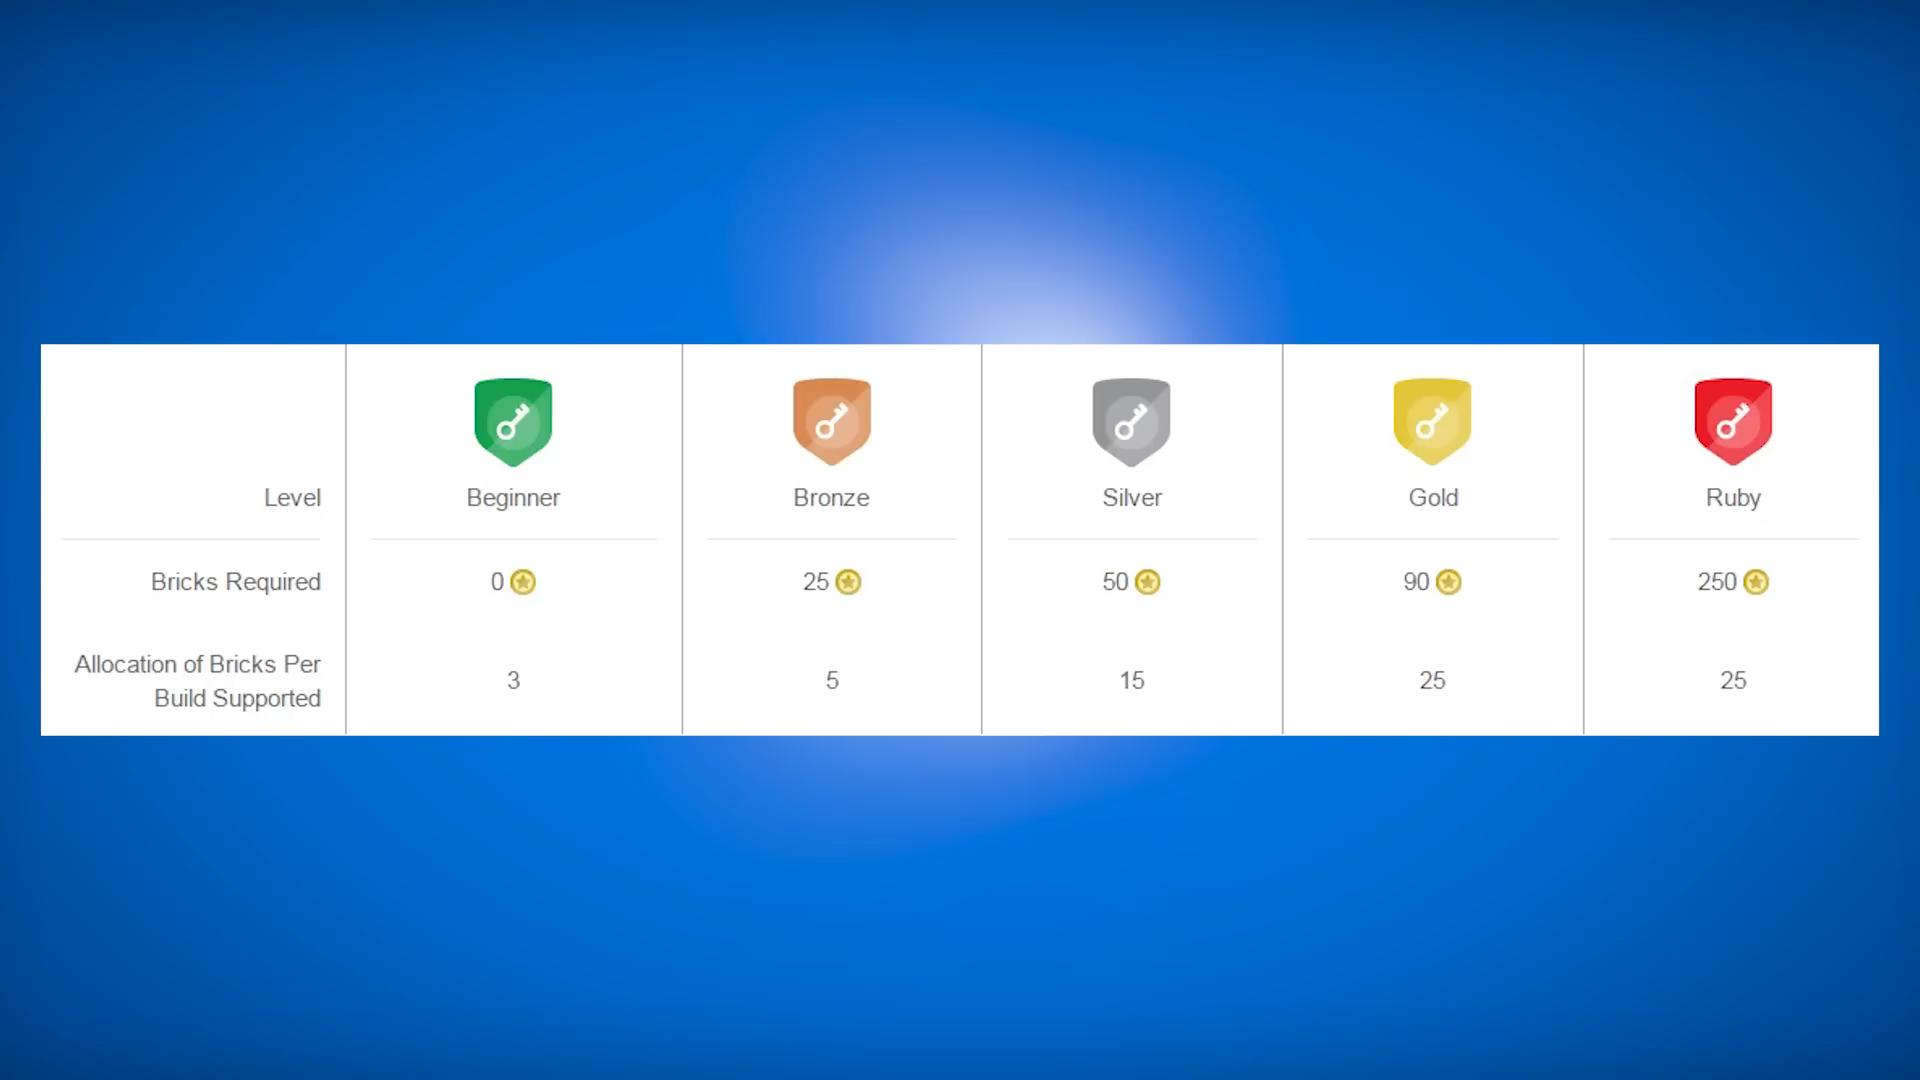 Level Beginner Bronze Silver Gold Ruby
Bricks Required 0 25 50 90 250
Allocation of Bricks Per
Build Supported 3 5 15 25 25